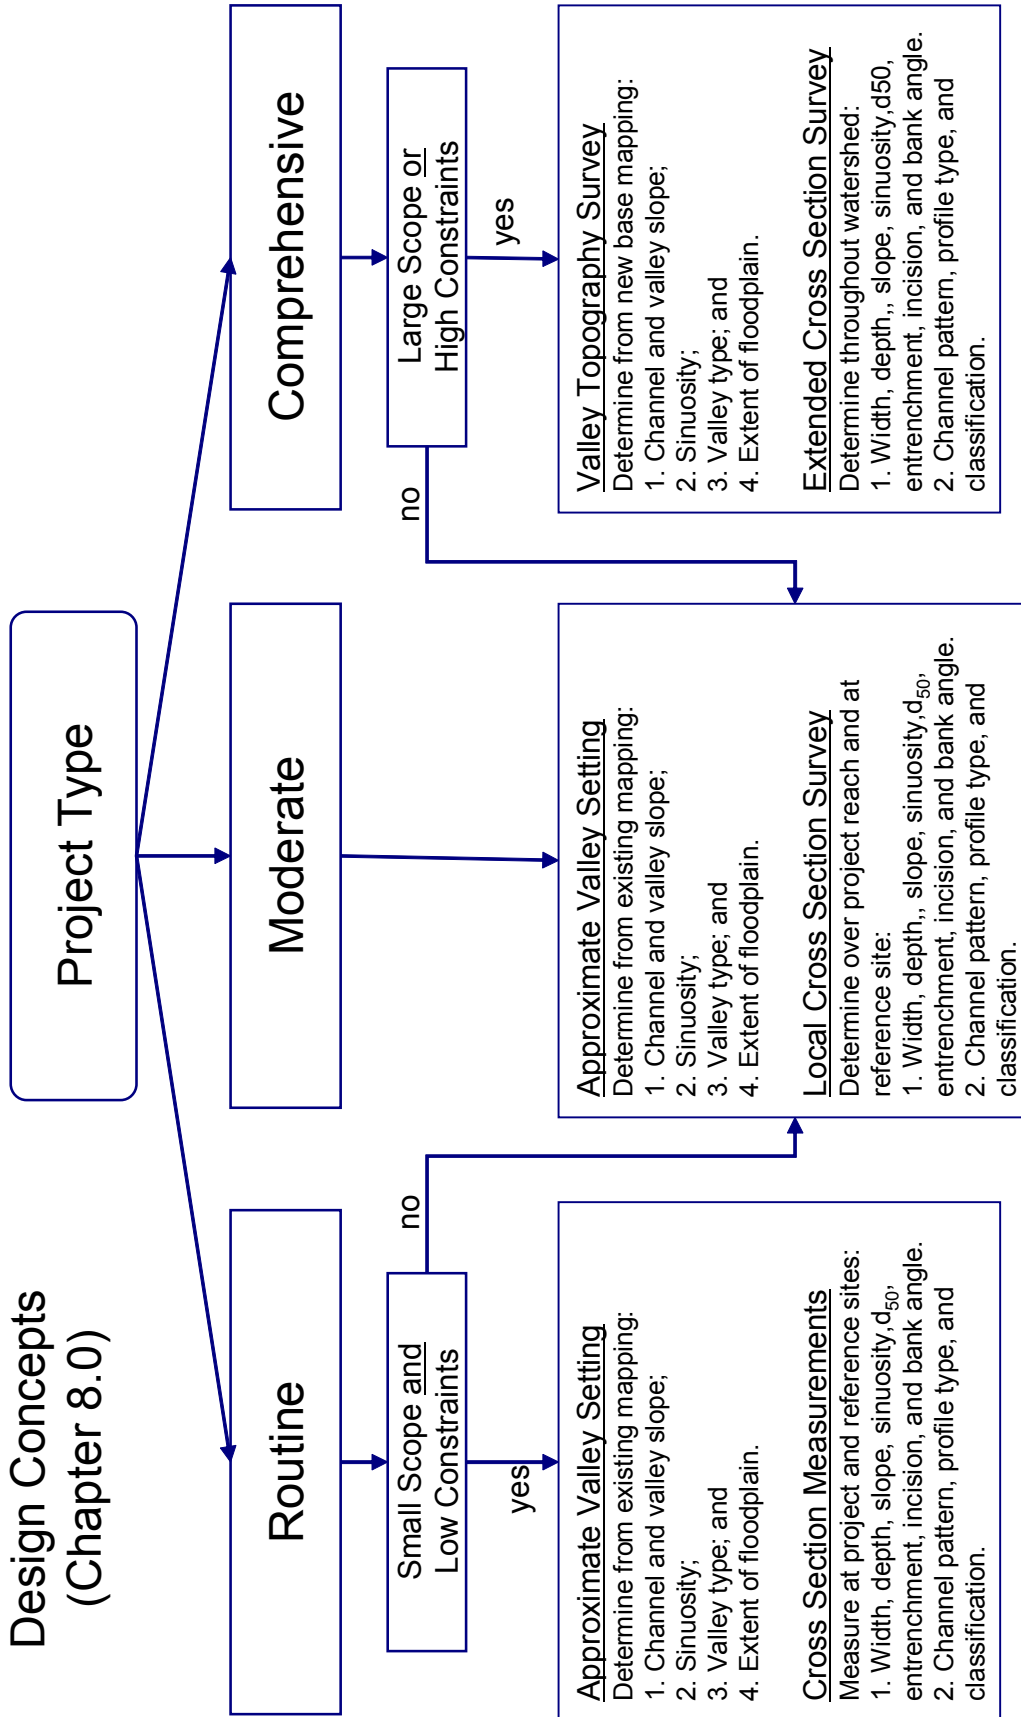 Design Concepts
(Chapter 8.0)
Project Type
Routine
Moderate
Comprehensive
Small Scope and
Low Constraints
no
yes
Large Scope or
High Constraints
no
yes
Approximate Valley Setting
Determine from existing mapping:
1. Channel and valley slope;
2. Sinuosity;
3. Valley type; and
4. Extent of floodplain.
Cross Section Measurements
Measure at project and reference sites:
1. Width, depth, slope, sinuosity,d50,
entrenchment, incision, and bank angle.
2. Channel pattern, profile type, and
classification.
Approximate Valley Setting
Determine from existing mapping:
1. Channel and valley slope;
2. Sinuosity;
3. Valley type; and
4. Extent of floodplain.
Local Cross Section Survey
Determine over project reach and at
reference site:
1. Width, depth,, slope, sinuosity,d50,
entrenchment, incision, and bank angle.
2. Channel pattern, profile type, and
classification.
Valley Topography Survey
Determine from new base mapping:
1. Channel and valley slope;
2. Sinuosity;
3. Valley type; and
4. Extent of floodplain.
Extended Cross Section Survey
Determine throughout watershed:
1. Width, depth,, slope, sinuosity,d50,
entrenchment, incision, and bank angle.
2. Channel pattern, profile type, and
classification.